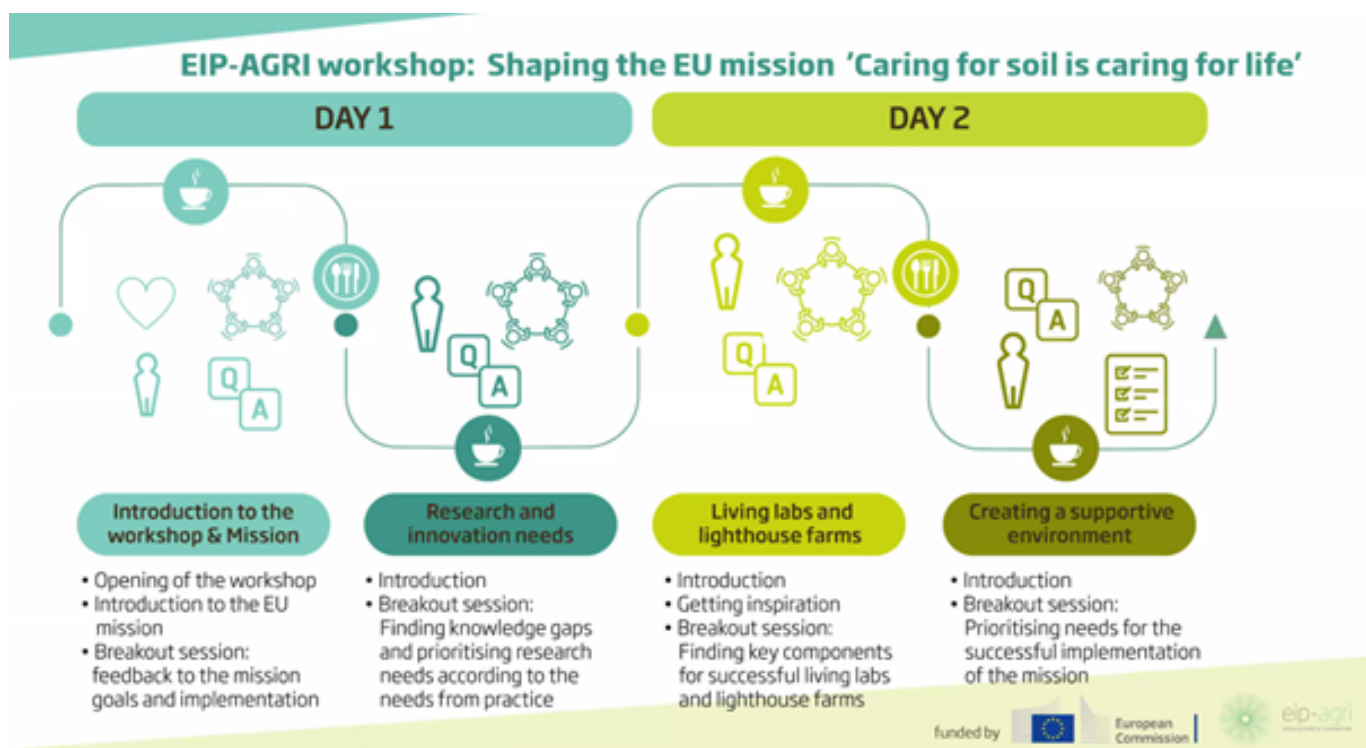 EIP-AGRI workshop: Shaping the EU mission 'Caring for soil is caring for life'
DAY 1
DAY 2
Q
A
Q
A
Q
A
Q
A
Introduction to the
workshop & Mission
• Opening of the workshop
• Introduction to the EU
mission
• Breakout session:
feedback to the mission
goals and implementation
Research and
innovation needs
• Introduction
• Breakout session:
Finding knowledge gaps
and prioritising research
needs according to the
needs from practice
Living labs and
lighthouse farms
• Introduction
• Getting inspiration
• Breakout session:
Finding key components
for successful living labs
and lighthouse farms
Creating a supportive
environment
• Introduction
• Breakout session:
Prioritising needs for the
successful implementation
of the mission
funded by
European
Commission
eip-agri